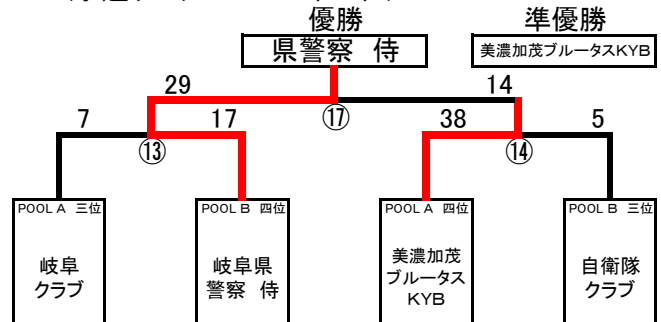 優勝
準優勝
県警察 侍
美濃加茂ブルータスKYB
29
14
⑰
7
17
38
5
⑬
⑭
POOL A 三位
POOL B 四位
POOL A 四位
POOL B 三位
岐阜
クラブ
岐阜県
警察 侍
美濃加茂
ブルータス
KYB
自衛隊
クラブ